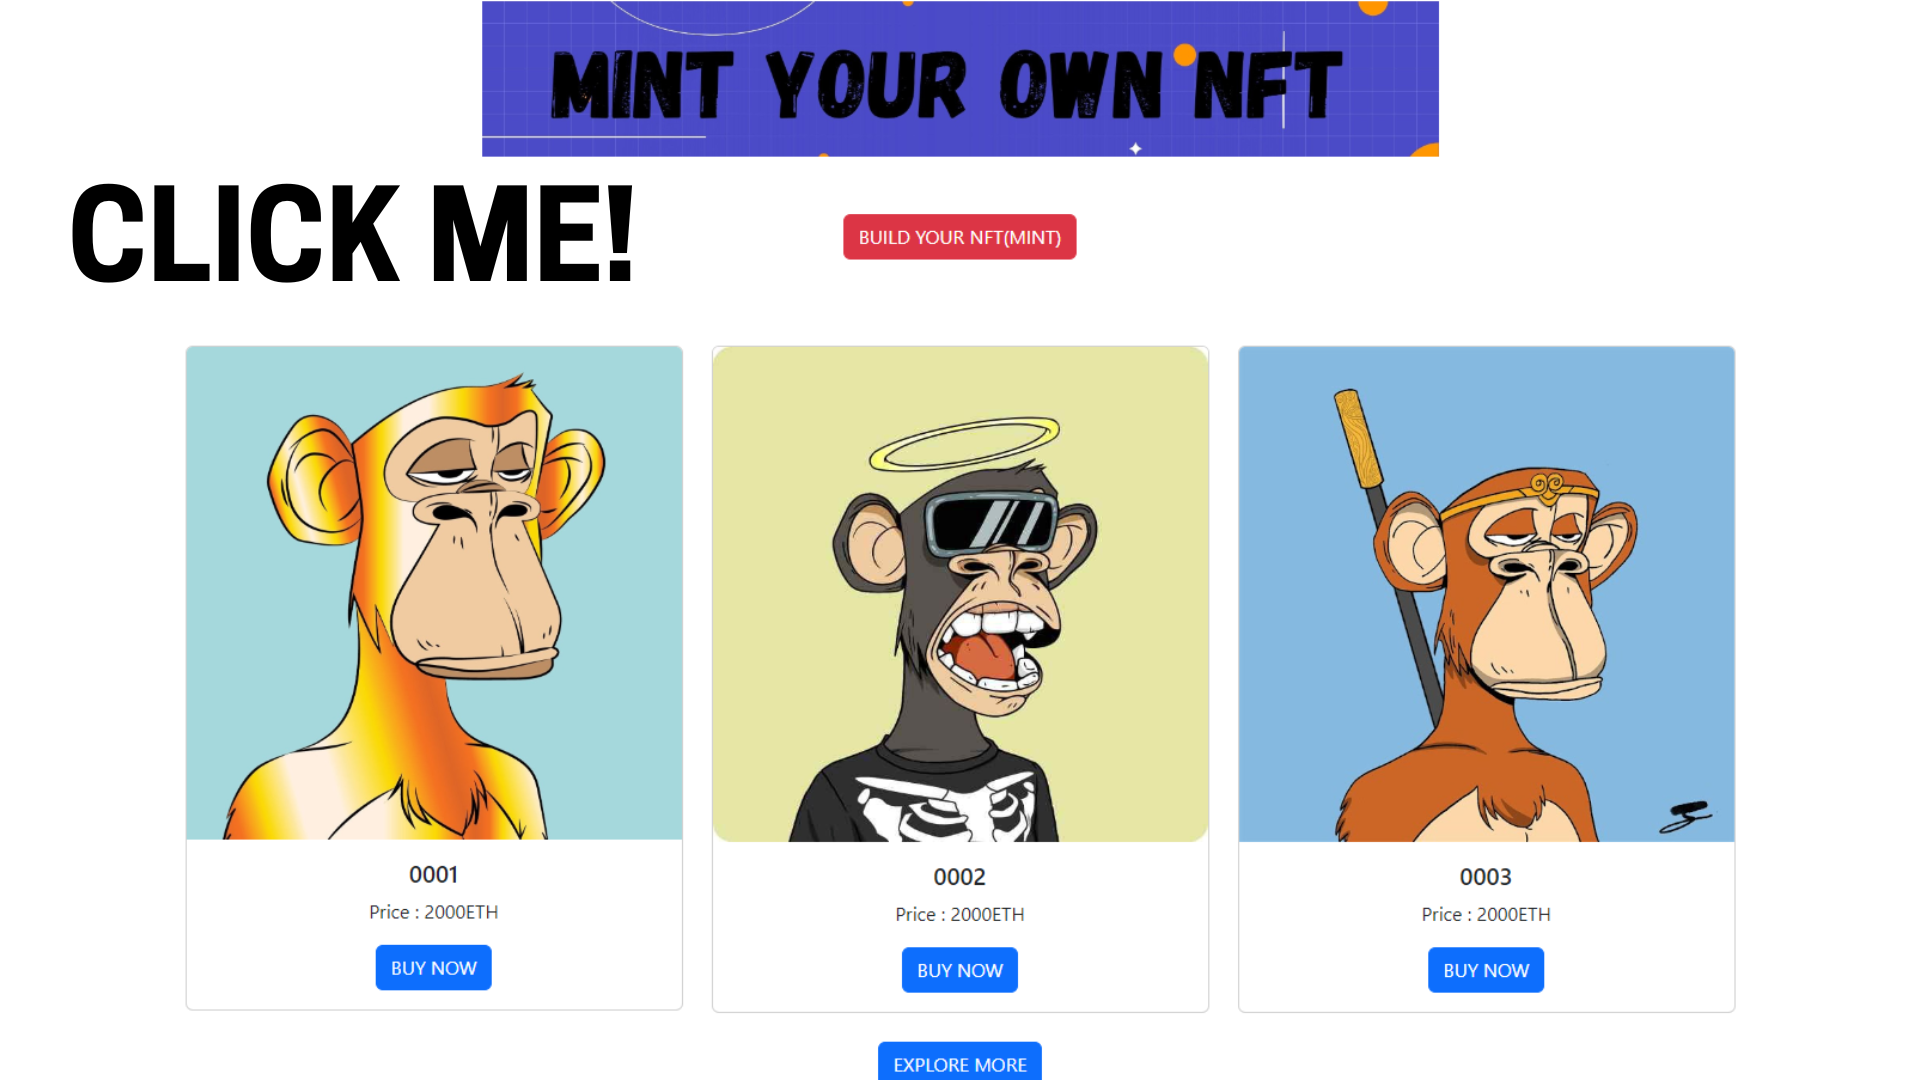 MINT YOUR OWN NFT
CLICK ME!
BUILD YOUR NFT(MINT)
0001
Price : 2000ETH
BUY NOW
0002
Price : 2000ETH
BUY NOW
0003
Price : 2000ETH
BUY NOW
EXPLORE MORE